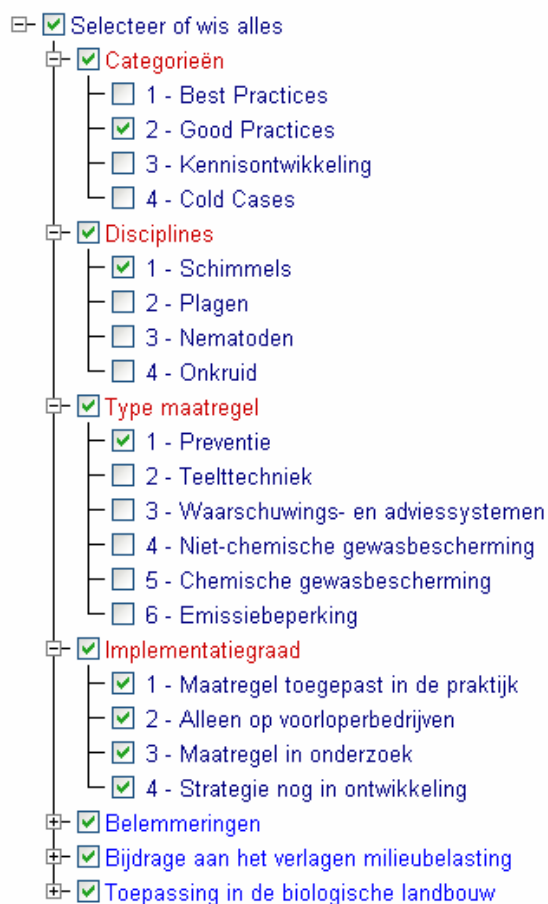 Selecteer of wis alles
Categorieën
1 - Best Practices
2 - Good Practices
3 - Kennisontwikkeling
4 - Cold Cases
Disciplines
1 - Schimmels
2 - Plagen
3 - Nematoden
4 - Onkruid
Type maatregel
1 - Preventie
2 - Teelttechniek
3 - Waarschuwings- en adviessystemen
4 - Niet-chemische gewasbescherming
5 - Chemische gewasbescherming
6 - Emissiebeperking
Implementatiegraad
1 - Maatregel toegepast in de praktijk
2 - Alleen op voorloperbedrijven
3 - Maatregel in onderzoek
4 - Strategie nog in ontwikkeling
Belemmeringen
Bijdrage aan het verlagen milieubelasting
Toepassing in de biologische landbouw